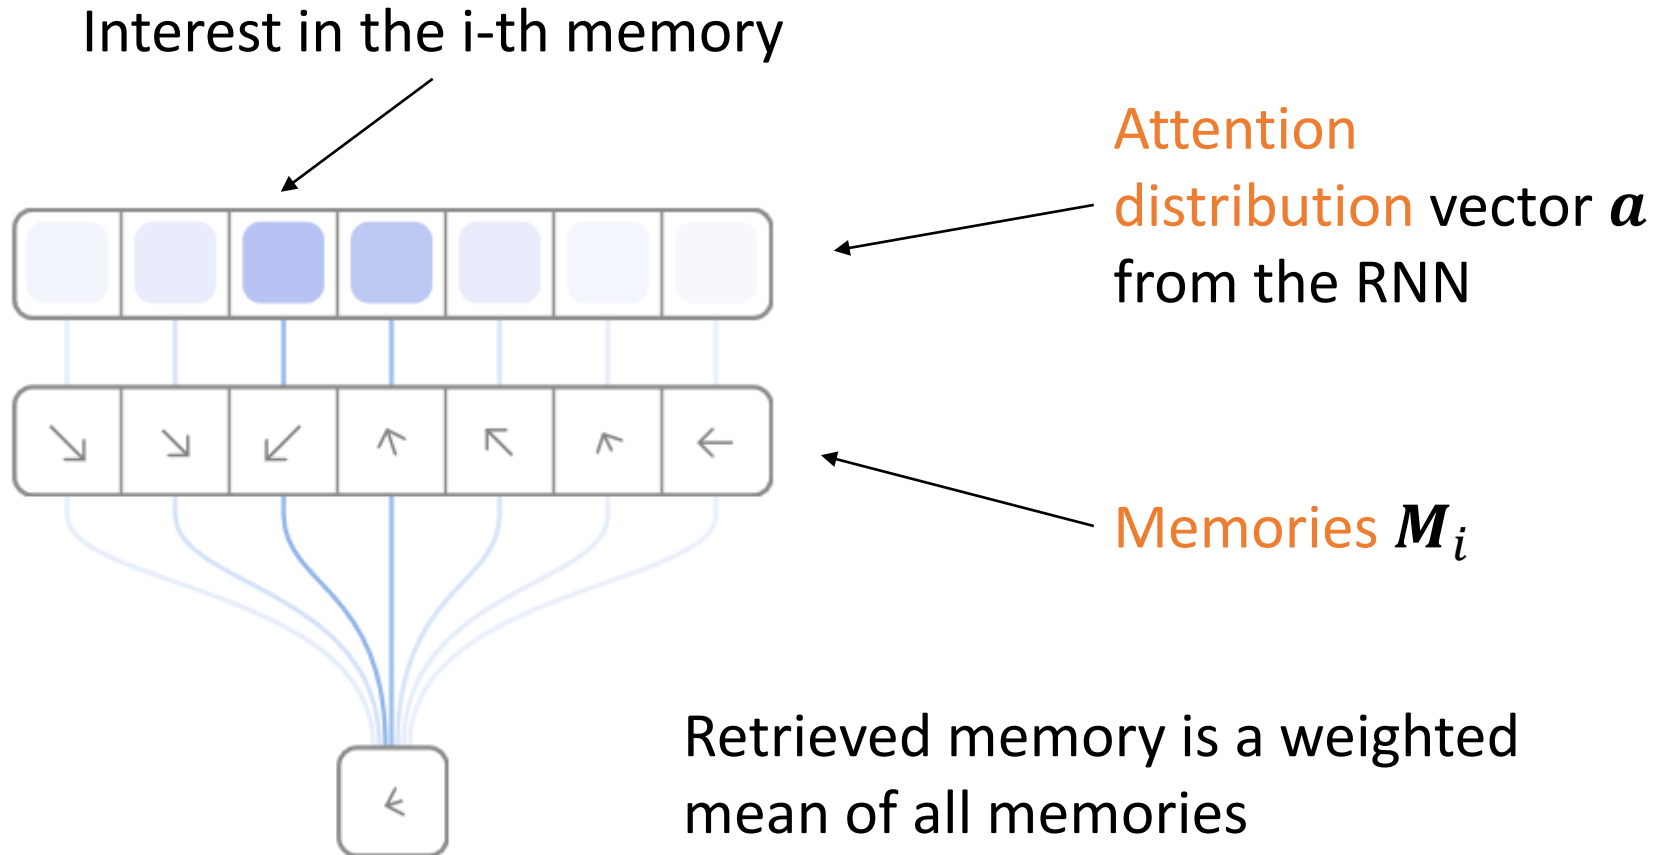 Interest in the i-th memory
Attention
distribution vector a
from the RNN
Memories M_i
Retrieved memory is a weighted
mean of all memories